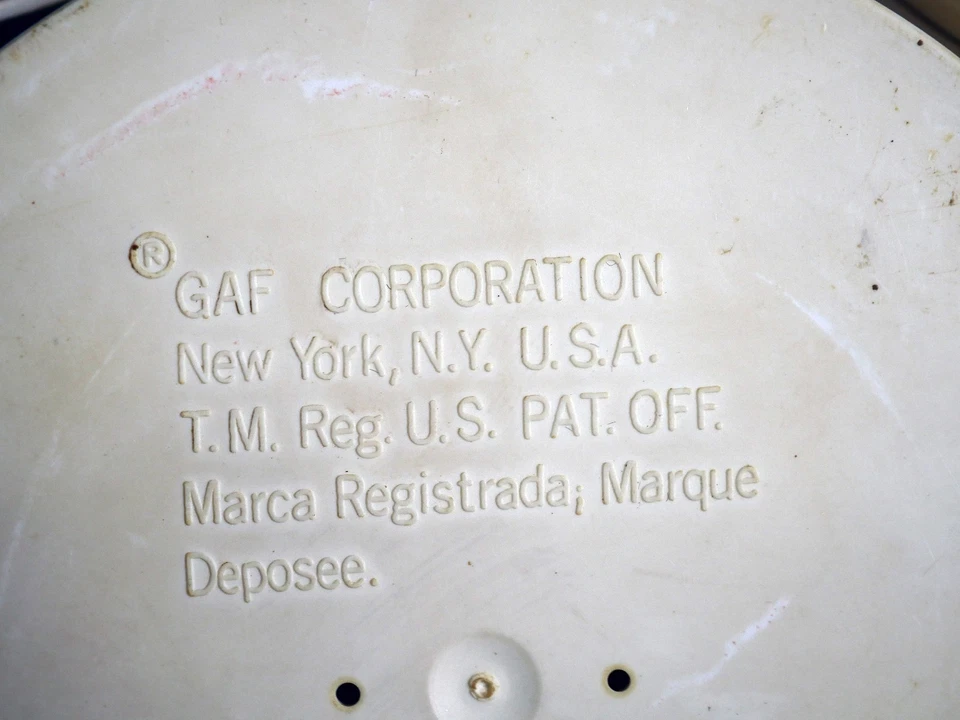 ® GAF CORPORATION
New York, N.Y. U.S.A.
T.M. Reg. U.S. PAT. OFF.
Marca Registrada; Marque
Deposee.